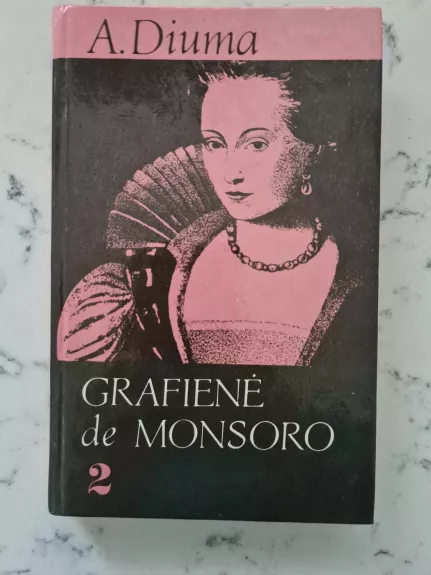 A. Diuma
GRAFIENĖ
de MONSORO
2